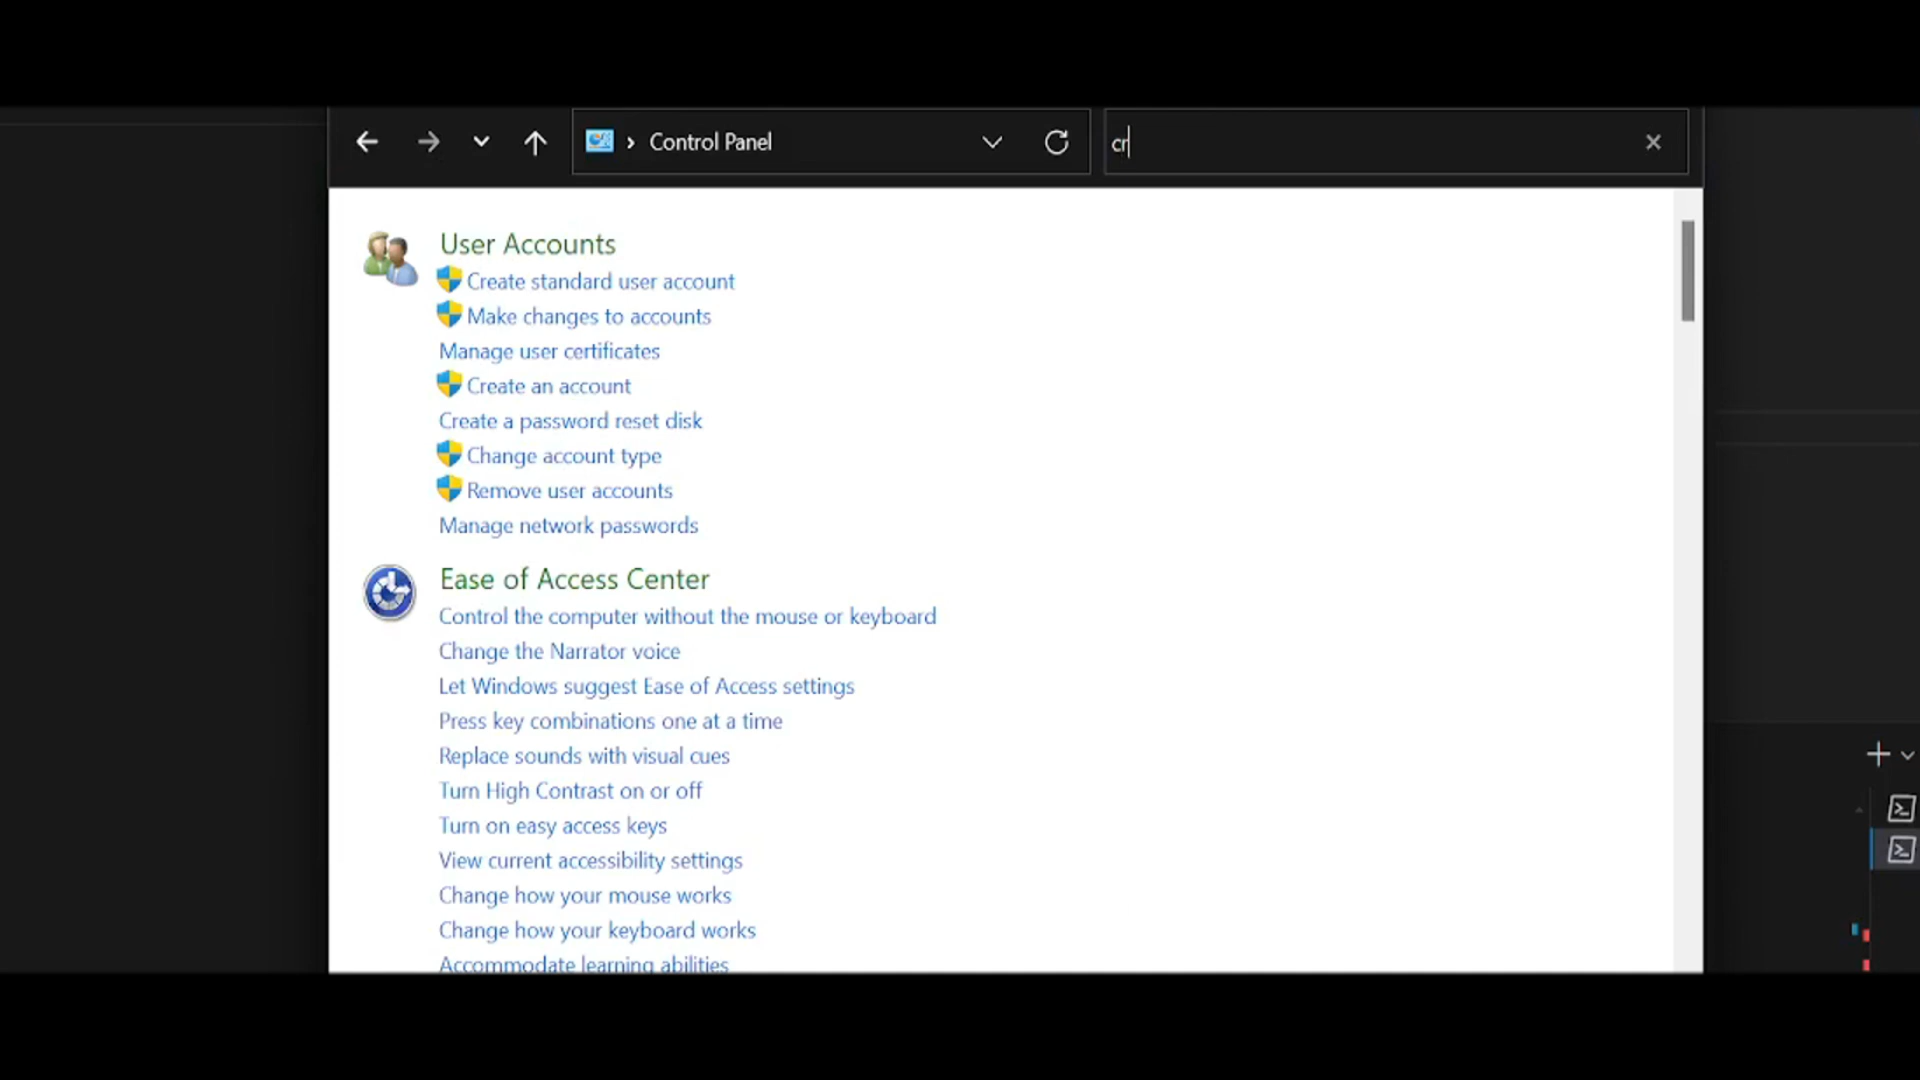 Control Panel
cr
User Accounts
Create standard user account
Make changes to accounts
Manage user certificates
Create an account
Create a password reset disk
Change account type
Remove user accounts
Manage network passwords
Ease of Access Center
Control the computer without the mouse or keyboard
Change the Narrator voice
Let Windows suggest Ease of Access settings
Press key combinations one at a time
Replace sounds with visual cues
Turn High Contrast on or off
Turn on easy access keys
View current accessibility settings
Change how your mouse works
Change how your keyboard works
Accommodate learning abilities